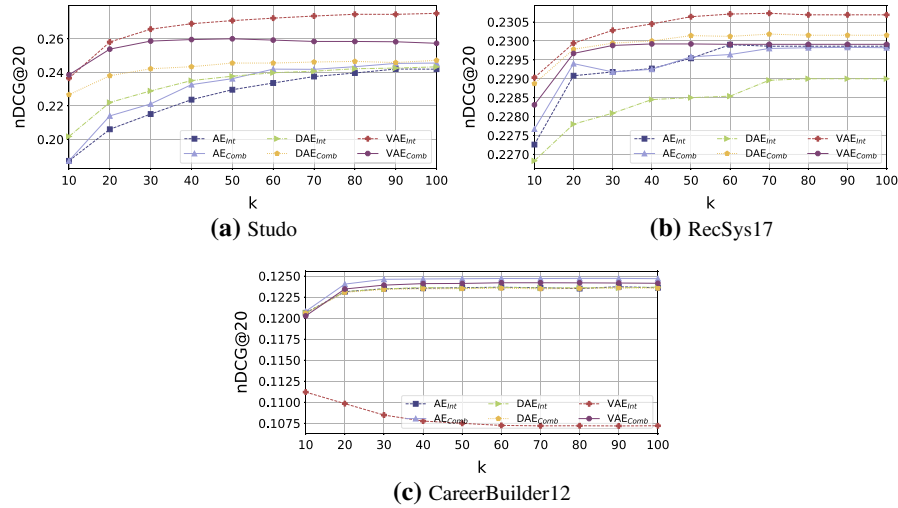 nDCG@20
0.26
0.24
0.22
0.20
AE_Int
AE_Comb
DAE_Int
DAE_Comb
VAE_Int
VAE_Comb
10 20 30 40 50 60 70 80 90 100
k
(a) Studo
nDCG@20
0.2305
0.2300
0.2295
0.2290
0.2285
0.2280
0.2275
0.2270
AE_Int
AE_Comb
DAE_Int
DAE_Comb
VAE_Int
VAE_Comb
10 20 30 40 50 60 70 80 90 100
k
(b) RecSys17
nDCG@20
0.1250
0.1225
0.1200
0.1175
0.1150
0.1125
0.1100
0.1075
AE_Int
AE_Comb
DAE_Int
DAE_Comb
VAE_Int
VAE_Comb
10 20 30 40 50 60 70 80 90 100
k
(c) CareerBuilder12